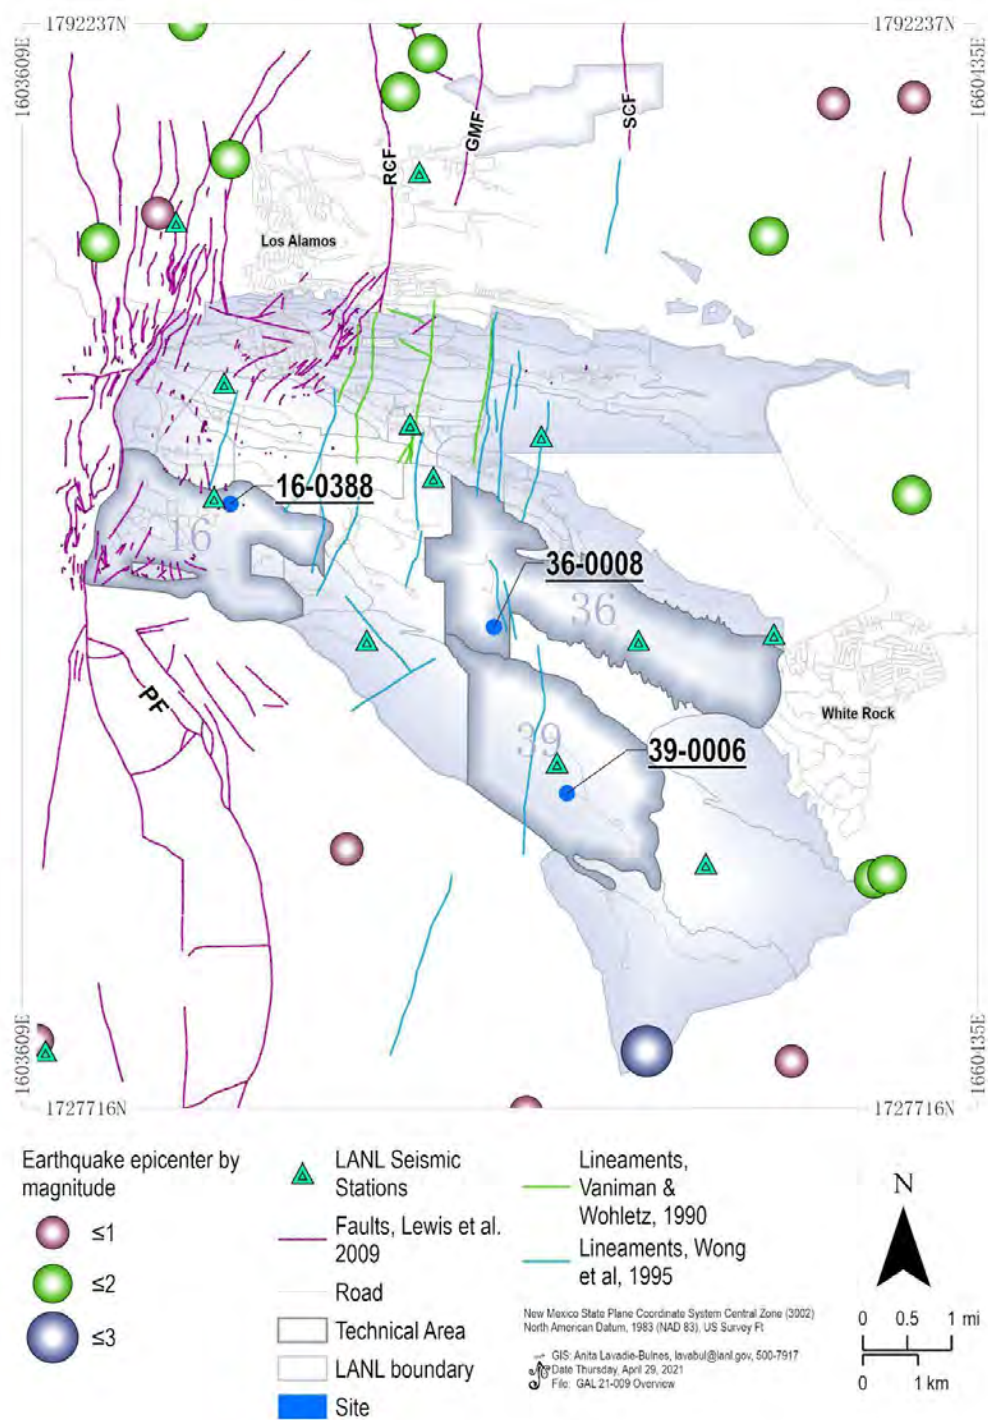 1792237N
1792237N
1603609E
1660435E
SCF
GMF
RCF
Los Alamos
16-0388
16
36-0008
36
PF
White Rock
39
39-0006
1603609E
1660435E
1727716N
1727716N
Earthquake epicenter by
magnitude
≤1
≤2
≤3
LANL Seismic
Stations
Faults, Lewis et al.
2009
Road
Technical Area
LANL boundary
Site
Lineaments,
Vaniman &
Wohletz, 1990
Lineaments, Wong
et al, 1995
New Mexico State Plane Coordinate System Central Zone (3002)
North American Datum, 1983 (NAD 83), US Survey Ft
GIS: Anita Lavadie-Bulnes, lavabul@lanl.gov, 500-7917
Date Thursday, April 29, 2021
File: GAL 21-009 Overview
N
0 0.5 1 mi
0 1 km